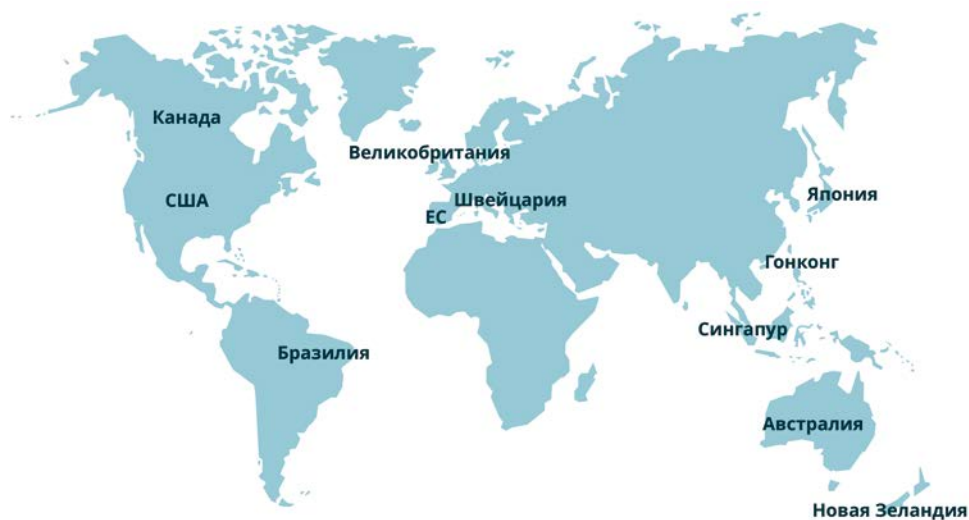 Канада
Великобритания
США
Швейцария
Япония
ЕС
Гонконг
Сингапур
Бразилия
Австралия
Новая Зеландия